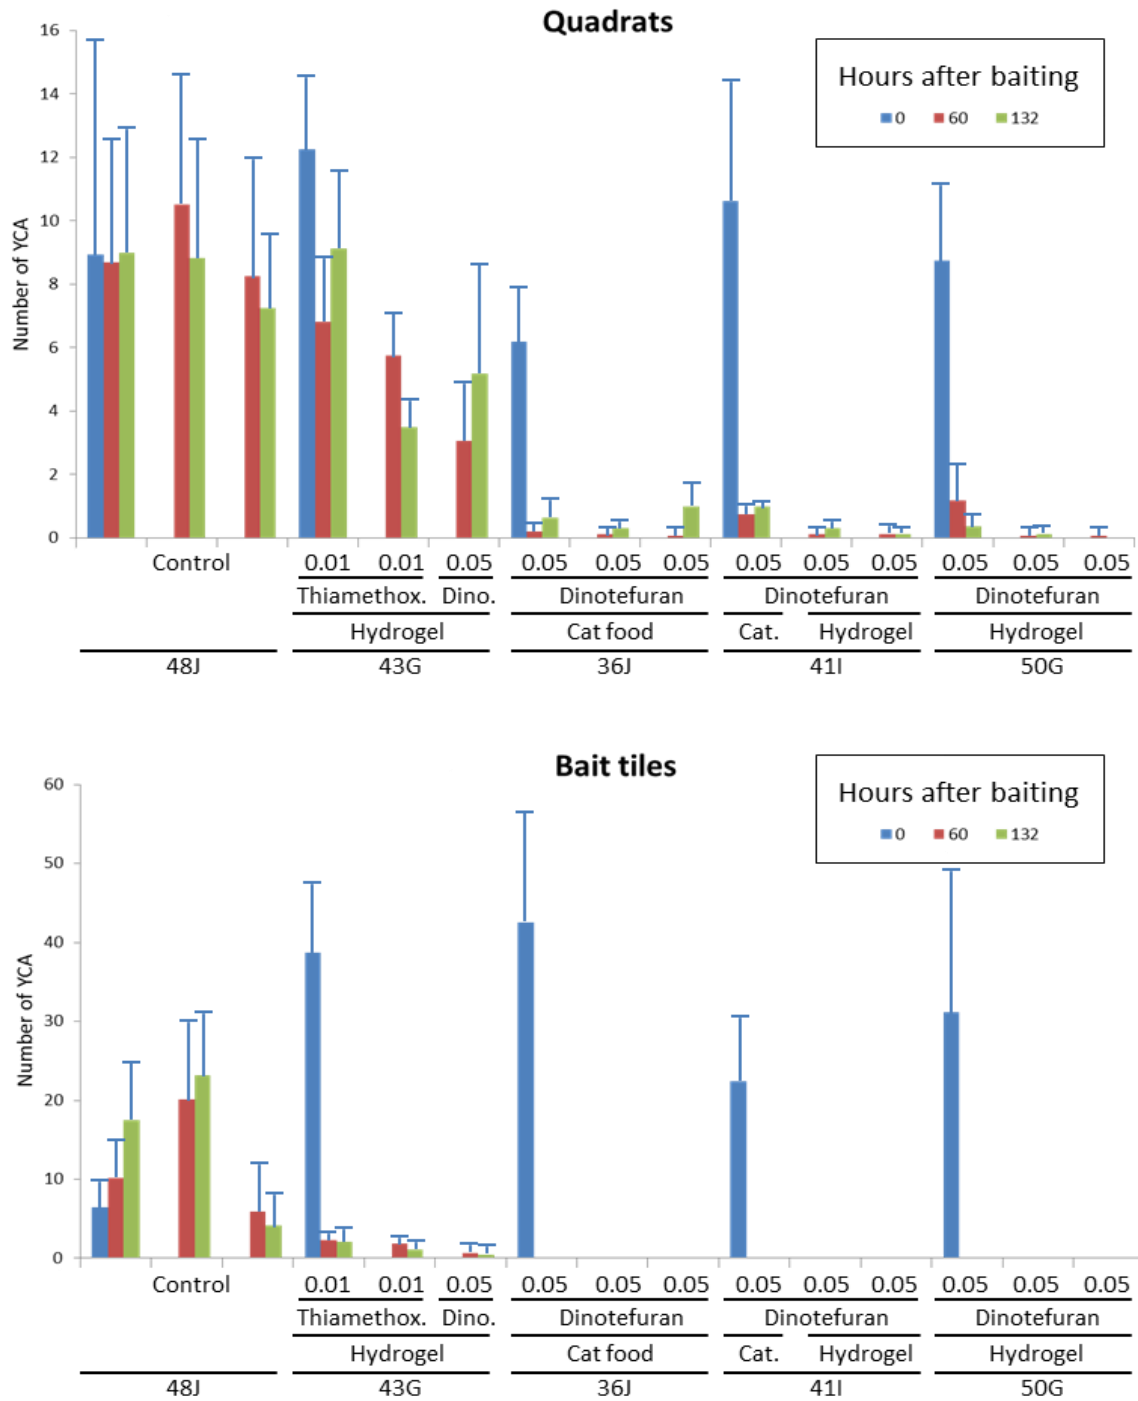 Quadrats
Hours after baiting
0 60 132
Number of YCA
16
14
12
10
8
6
4
2
0
Control 0.01 0.01 0.05 0.05 0.05 0.05 0.05 0.05 0.05 0.05 0.05 0.05
Thiamethox. Dino. Dinotefuran Dinotefuran Dinotefuran
Hydrogel Cat food Cat. Hydrogel Hydrogel
48J 43G 36J 41I 50G
Bait tiles
Hours after baiting
0 60 132
Number of YCA
60
50
40
30
20
10
0
Control 0.01 0.01 0.05 0.05 0.05 0.05 0.05 0.05 0.05 0.05 0.05 0.05
Thiamethox. Dino. Dinotefuran Dinotefuran Dinotefuran
Hydrogel Cat food Cat. Hydrogel Hydrogel
48J 43G 36J 41I 50G